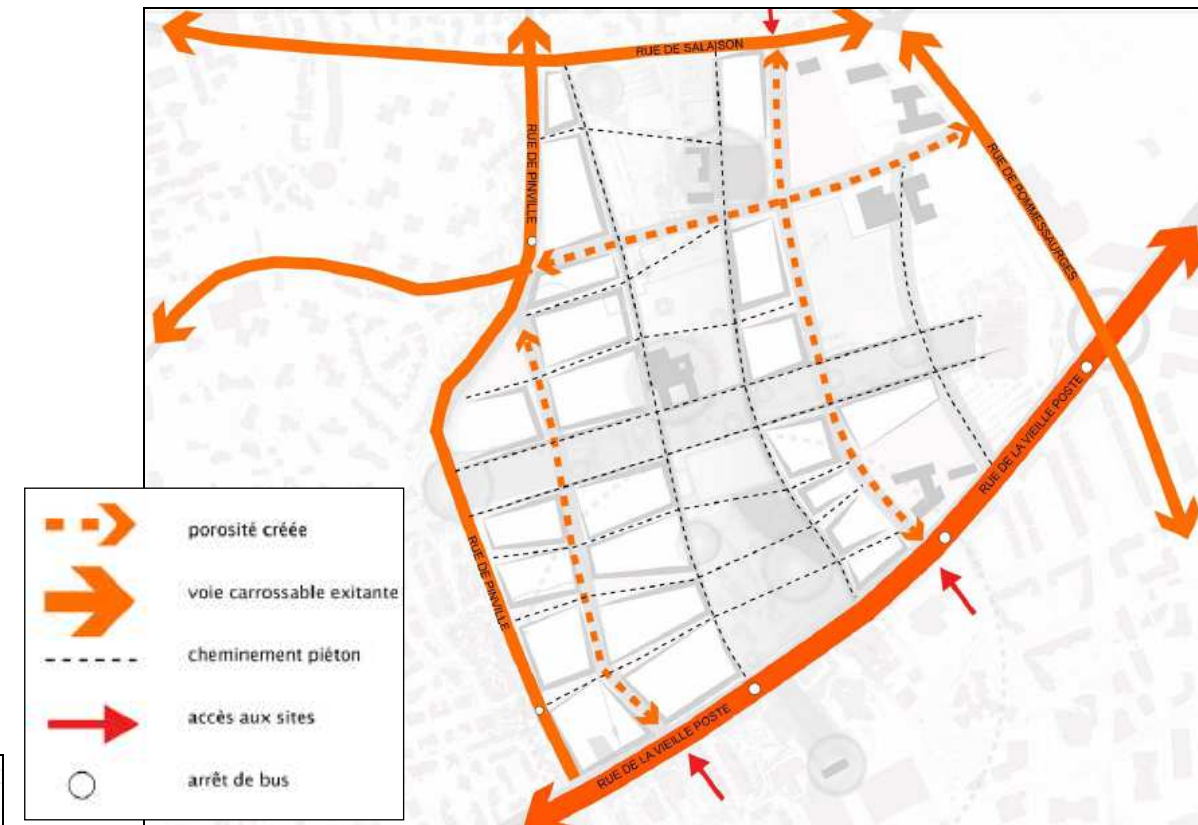 RUE DE SALAISON
RUE DE PINVILLE
RUE DE POMMESSAURGES
RUE DE LA VIEILLE POSTE
RUE DE PINVILLE
RUE DE LA VIEILLE POSTE
porosité créée
voie carrossable exitante
cheminement piéton
accès aux sites
arrêt de bus